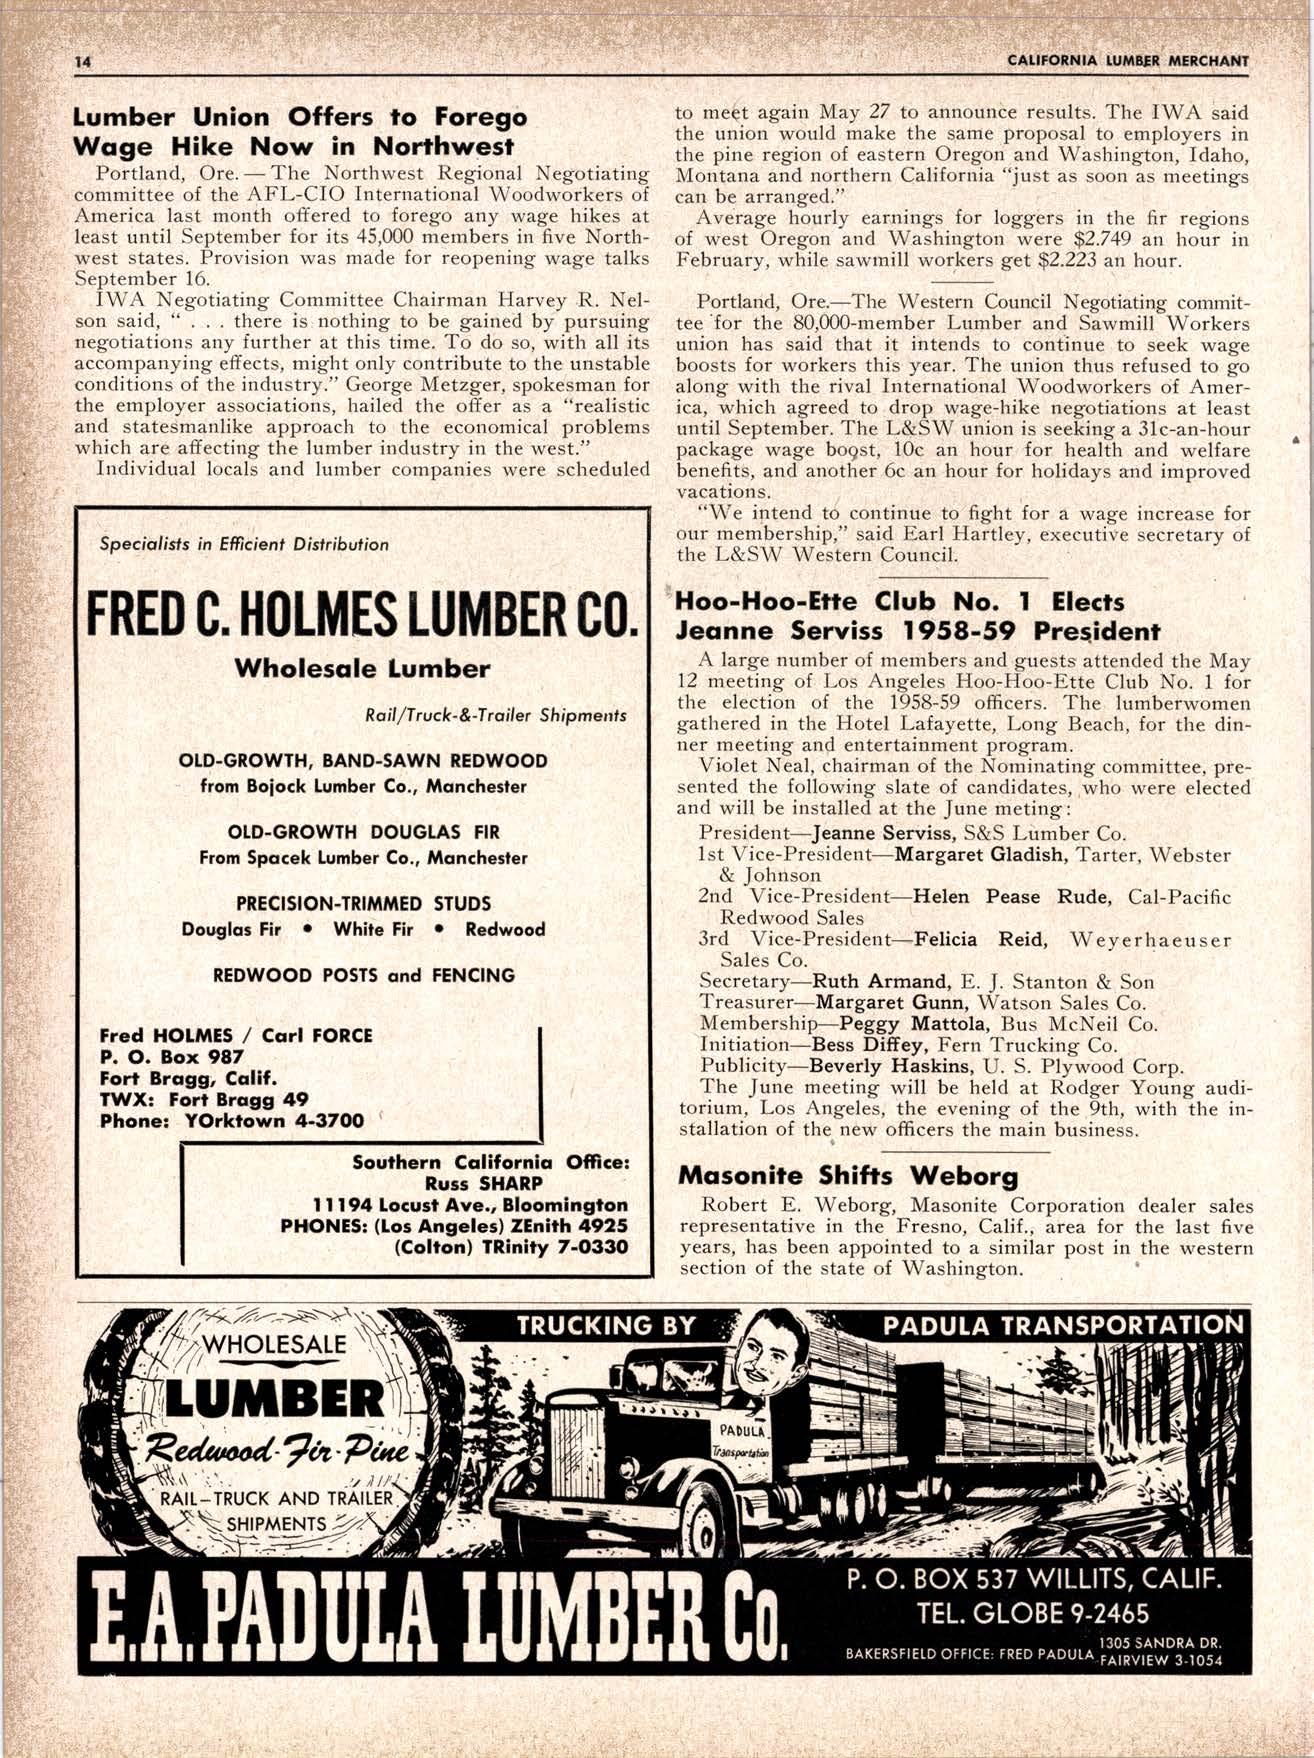 14
CALIFORNIA LUMBER MERCHANT
Lumber Union Offers to Forego
Wage Hike Now in Northwest
Portland, Ore. — The Northwest Regional Negotiating
committee of the AFL-CIO International Woodworkers of
America last month offered to forego any wage hikes at
least until September for its 45,000 members in five North-
west states. Provision was made for reopening wage talks
September 16.
IWA Negotiating Committee Chairman Harvey R. Nel-
son said, “ . . . there is nothing to be gained by pursuing
negotiations any further at this time. To do so, with all its
accompanying effects, might only contribute to the unstable
conditions of the industry.” George Metzger, spokesman for
the employer associations, hailed the offer as a “realistic
and statesmanlike approach to the economical problems
which are affecting the lumber industry in the west.”
Individual locals and lumber companies were scheduled
to meet again May 27 to announce results. The IWA said
the union would make the same proposal to employers in
the pine region of eastern Oregon and Washington, Idaho,
Montana and northern California “just as soon as meetings
can be arranged.”
Average hourly earnings for loggers in the fir regions
of west Oregon and Washington were $2.749 an hour in
February, while sawmill workers get $2.223 an hour.
Portland, Ore.—The Western Council Negotiating commit-
tee for the 80,000-member Lumber and Sawmill Workers
union has said that it intends to continue to seek wage
boosts for workers this year. The union thus refused to go
along with the rival International Woodworkers of Amer-
ica, which agreed to drop wage-hike negotiations at least
until September. The L&SW union is seeking a 31c-an-hour
package wage boost, 10c an hour for health and welfare
benefits, and another 6c an hour for holidays and improved
vacations.
“We intend to continue to fight for a wage increase for
our membership,” said Earl Hartley, executive secretary of
the L&SW Western Council.
Hoo-Hoo-Ette Club No. 1 Elects
Jeanne Serviss 1958-59 President
A large number of members and guests attended the May
12 meeting of Los Angeles Hoo-Hoo-Ette Club No. 1 for
the election of the 1958-59 officers. The lumberwomen
gathered in the Hotel Lafayette, Long Beach, for the din-
ner meeting and entertainment program.
Violet Neal, chairman of the Nominating committee, pre-
sented the following slate of candidates, who were elected
and will be installed at the June meting:
President—Jeanne Serviss, S&S Lumber Co.
1st Vice-President—Margaret Gladish, Tarter, Webster
& Johnson
2nd Vice-President—Helen Pease Rude, Cal-Pacific
Redwood Sales
3rd Vice-President—Felicia Reid, Weyerhaeuser
Sales Co.
Secretary—Ruth Armand, E. J. Stanton & Son
Treasurer—Margaret Gunn, Watson Sales Co.
Membership—Peggy Mattola, Bus McNeil Co.
Initiation—Bess Diffey, Fern Trucking Co.
Publicity—Beverly Haskins, U. S. Plywood Corp.
The June meeting will be held at Rodger Young audi-
torium, Los Angeles, the evening of the 9th, with the in-
stallation of the new officers the main business.
Masonite Shifts Weborg
Robert E. Weborg, Masonite Corporation dealer sales
representative in the Fresno, Calif., area for the last five
years, has been appointed to a similar post in the western
section of the state of Washington.
Specialists in Efficient Distribution
FRED C. HOLMES LUMBER CO.
Wholesale Lumber
Rail/Truck-&-Trailer Shipments
OLD-GROWTH, BAND-SAWN REDWOOD
from Bojock Lumber Co., Manchester
OLD-GROWTH DOUGLAS FIR
From Spacek Lumber Co., Manchester
PRECISION-TRIMMED STUDS
Douglas Fir • White Fir • Redwood
REDWOOD POSTS and FENCING
Fred HOLMES / Carl FORCE
P. O. Box 987
Fort Bragg, Calif.
TWX: Fort Bragg 49
Phone: YOrktown 4-3700
Southern California Office:
Russ SHARP
11194 Locust Ave., Bloomington
PHONES: (Los Angeles) ZEnith 4925
(Colton) TRinity 7-0330
WHOLESALE
LUMBER
Redwood-Fir-Pine
RAIL-TRUCK AND TRAILER
SHIPMENTS
TRUCKING BY PADULA TRANSPORTATION
PADULA
Transportation
E.A. PADULA LUMBER Co.
P. O. BOX 537 WILLITS, CALIF.
TEL. GLOBE 9-2465
BAKERSFIELD OFFICE: FRED PADULA 1305 SANDRA DR.
FAIRVIEW 3-1054